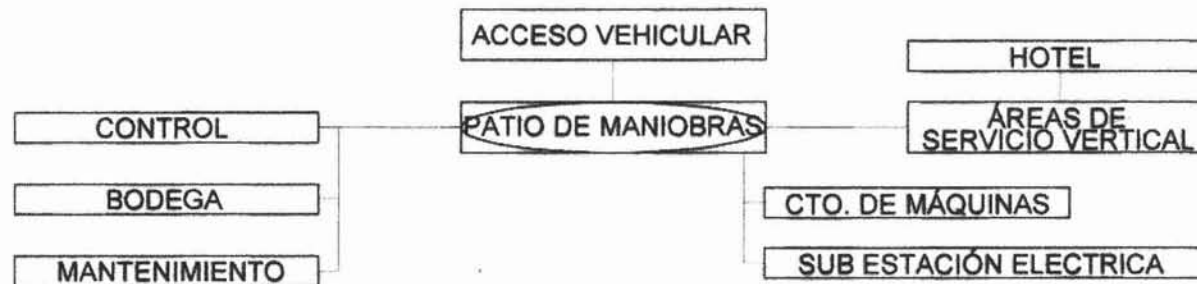 ACCESO VEHICULAR
HOTEL
CONTROL
PATIO DE MANIOBRAS
ÁREAS DE
SERVICIO VERTICAL
BODEGA
CTO. DE MÁQUINAS
MANTENIMIENTO
SUB ESTACIÓN ELECTRICA